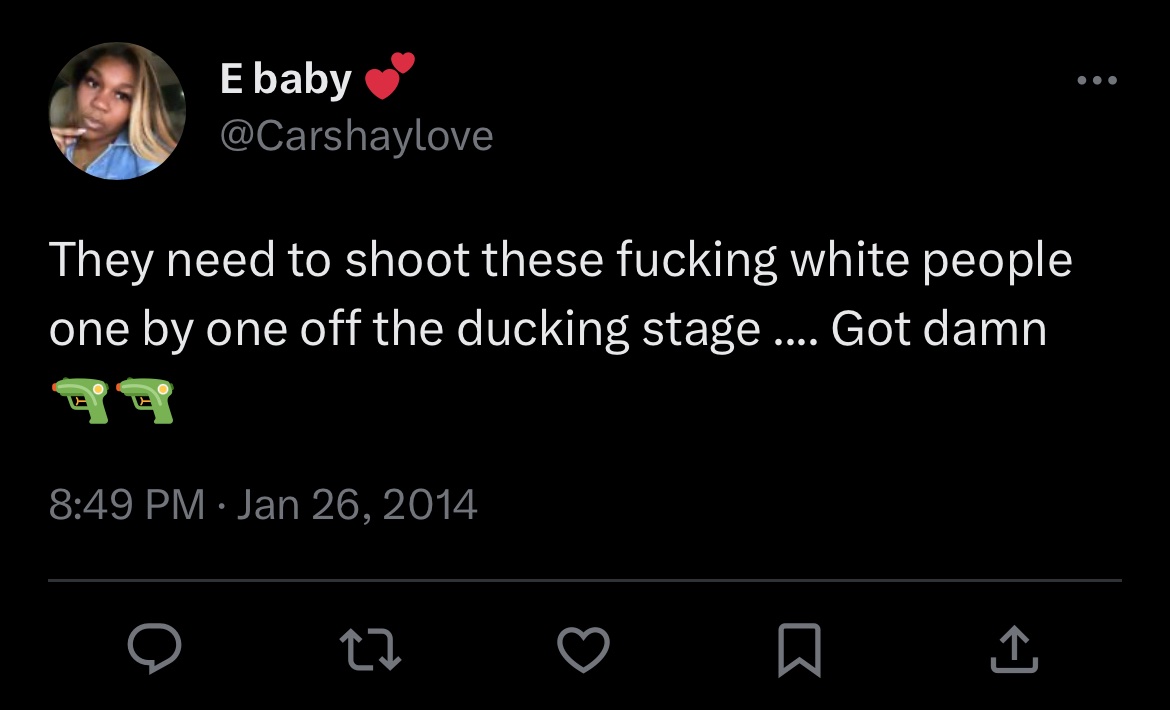 E baby 💕
@Carshaylove
They need to shoot these fucking white people
one by one off the ducking stage .... Got damn
🔫🔫
8:49 PM · Jan 26, 2014